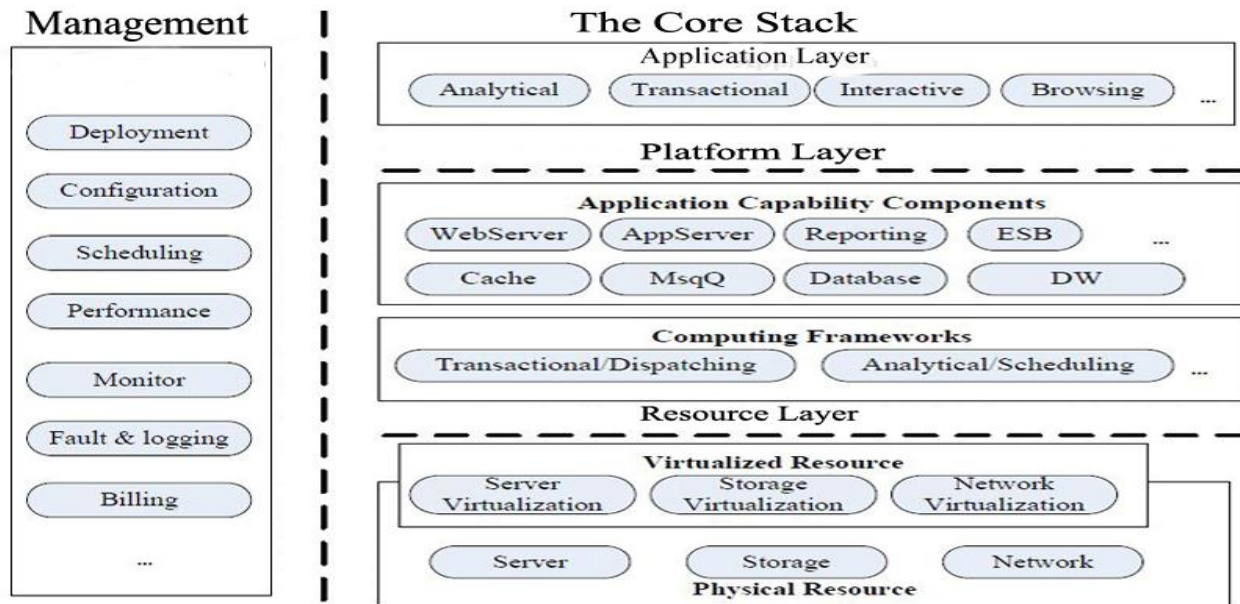 Management
Deployment
Configuration
Scheduling
Performance
Monitor
Fault & logging
Billing
...
The Core Stack
Application Layer
Analytical Transactional Interactive Browsing ...
Platform Layer
Application Capability Components
WebServer AppServer Reporting ESB ...
Cache MsqQ Database DW
Computing Frameworks
Transactional/Dispatching Analytical/Scheduling ...
Resource Layer
Virtualized Resource
Server Storage Network
Virtualization Virtualization Virtualization
Server Storage Network
Physical Resource